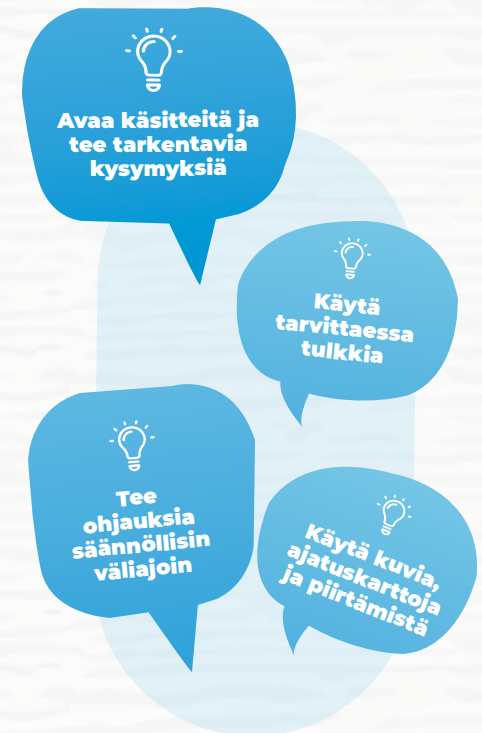 Avaa käsitteitä ja
tee tarkentavia
kysymyksiä
Käytä
tarvittaessa
tulkkia
Tee
ohjauksia
säännöllisin
väliajoin
Käytä kuvia,
ajatuskarttoja
ja piirtämistä